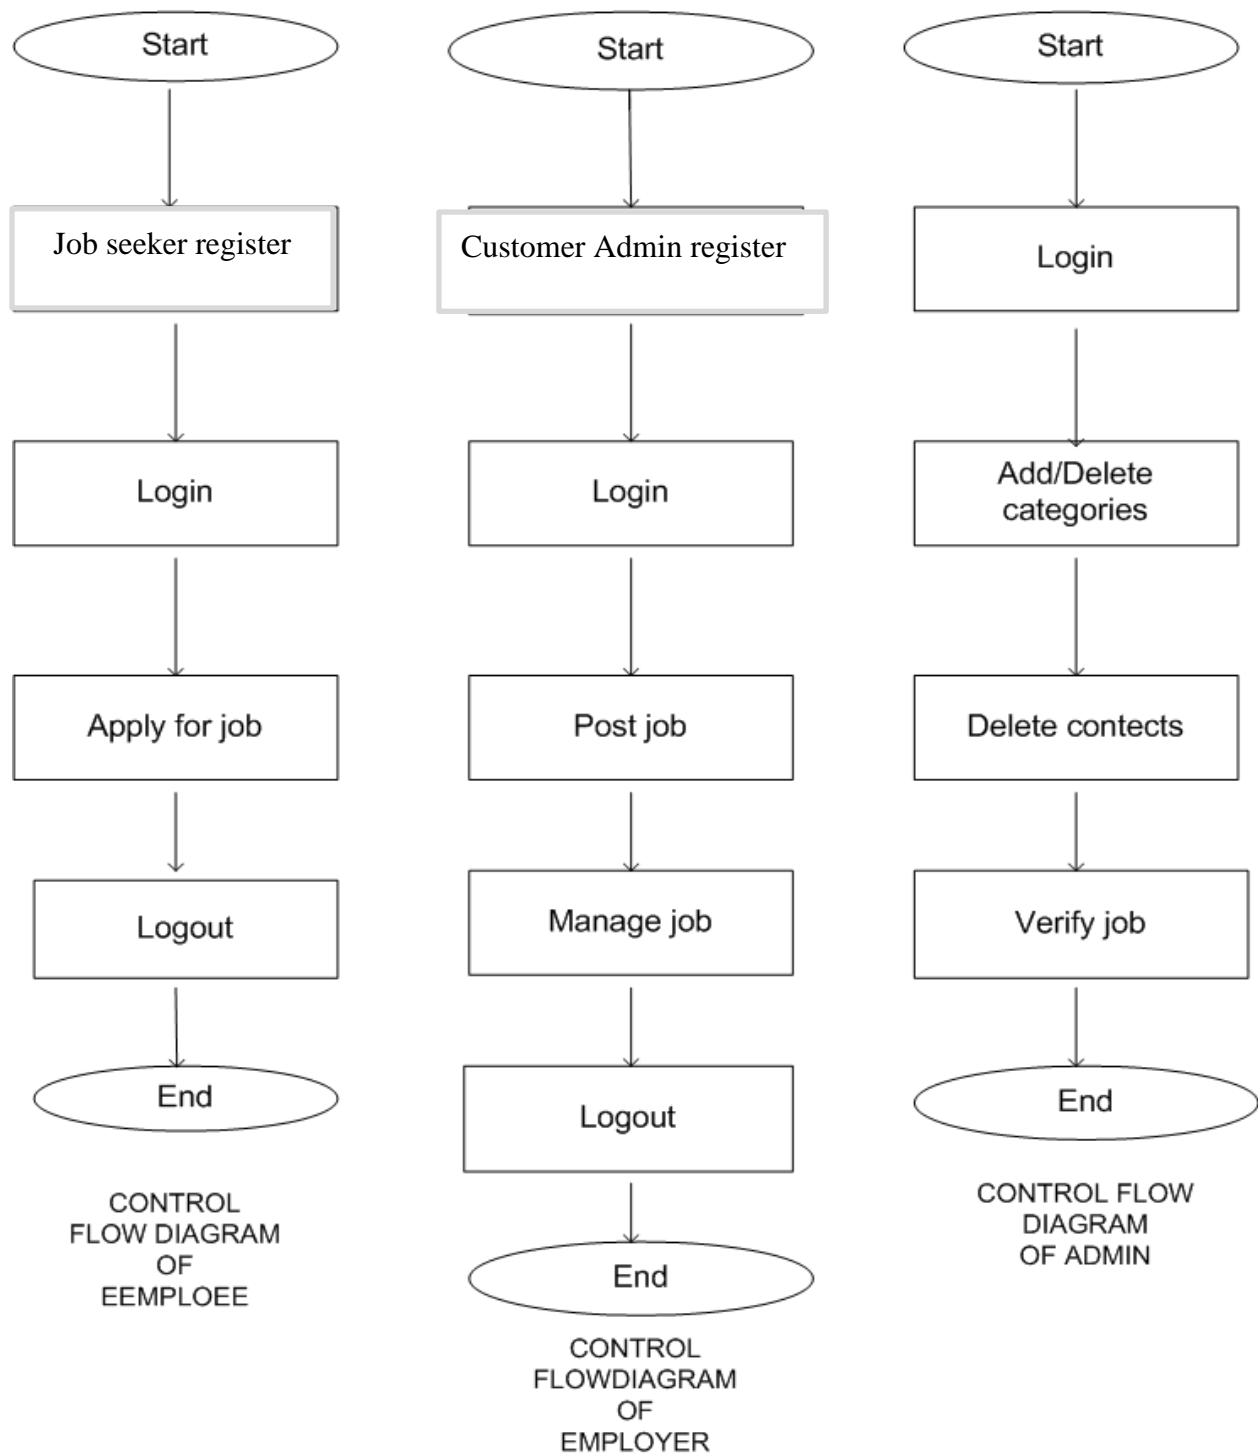 Start
Job seeker register
Login
Apply for job
Logout
End
CONTROL
FLOW DIAGRAM
OF
EEMPLOEE
Start
Customer Admin register
Login
Post job
Manage job
Logout
End
CONTROL
FLOWDIAGRAM
OF
EMPLOYER
Start
Login
Add/Delete
categories
Delete contects
Verify job
End
CONTROL FLOW
DIAGRAM
OF ADMIN